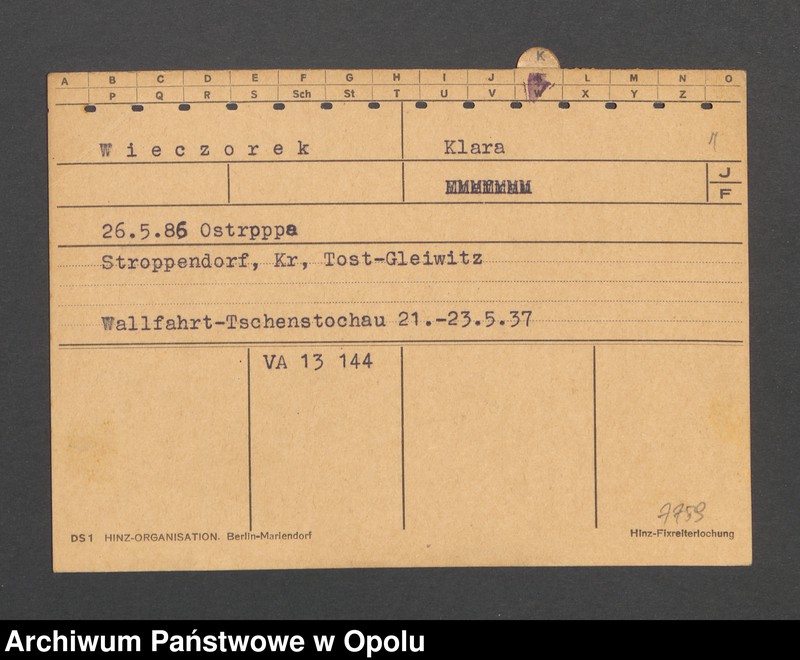 K
A B C D E F G H I J K L M N O
P Q R S Sch St T U V W X Y Z
W i e c z o r e k Klara
J
F
26.5.86 Ostrpppa
Stroppendorf, Kr, Tost-Gleiwitz
Wallfahrt-Tschenstochau 21.-23.5.37
VA 13 144
7759
DS1 HINZ-ORGANISATION. Berlin-Mariendorf Hinz-Fixreiterlochung
Archiwum Państwowe w Opolu